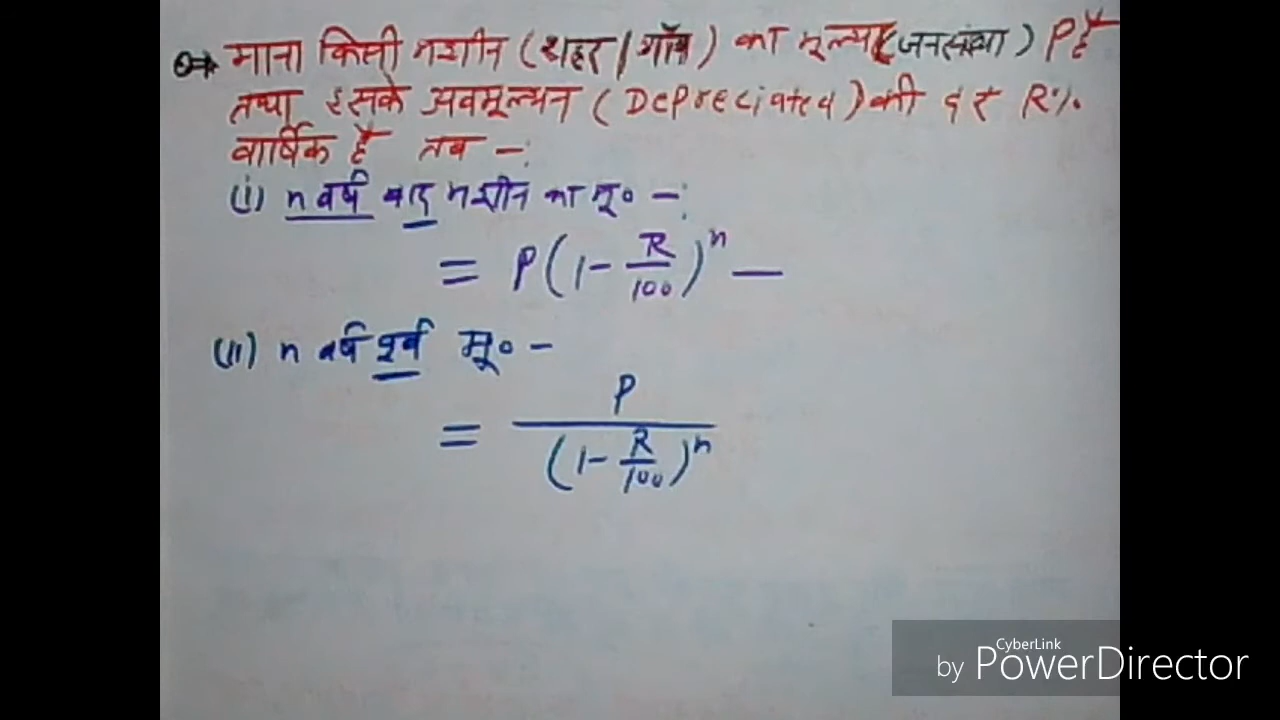 Q→ माना किसी मशीन (शहर/गाँव) का मूल्य (जनसंख्या) P है
तथा इसके अवमूल्यन (Depreciated) की दर R%
वार्षिक है तब -:
(i) n वर्ष बाद मशीन का मू० -:
= P(1 - R/100)^n —
(ii) n वर्ष पूर्व मू० -
= P / (1 - R/100)^n
CyberLink
by PowerDirector